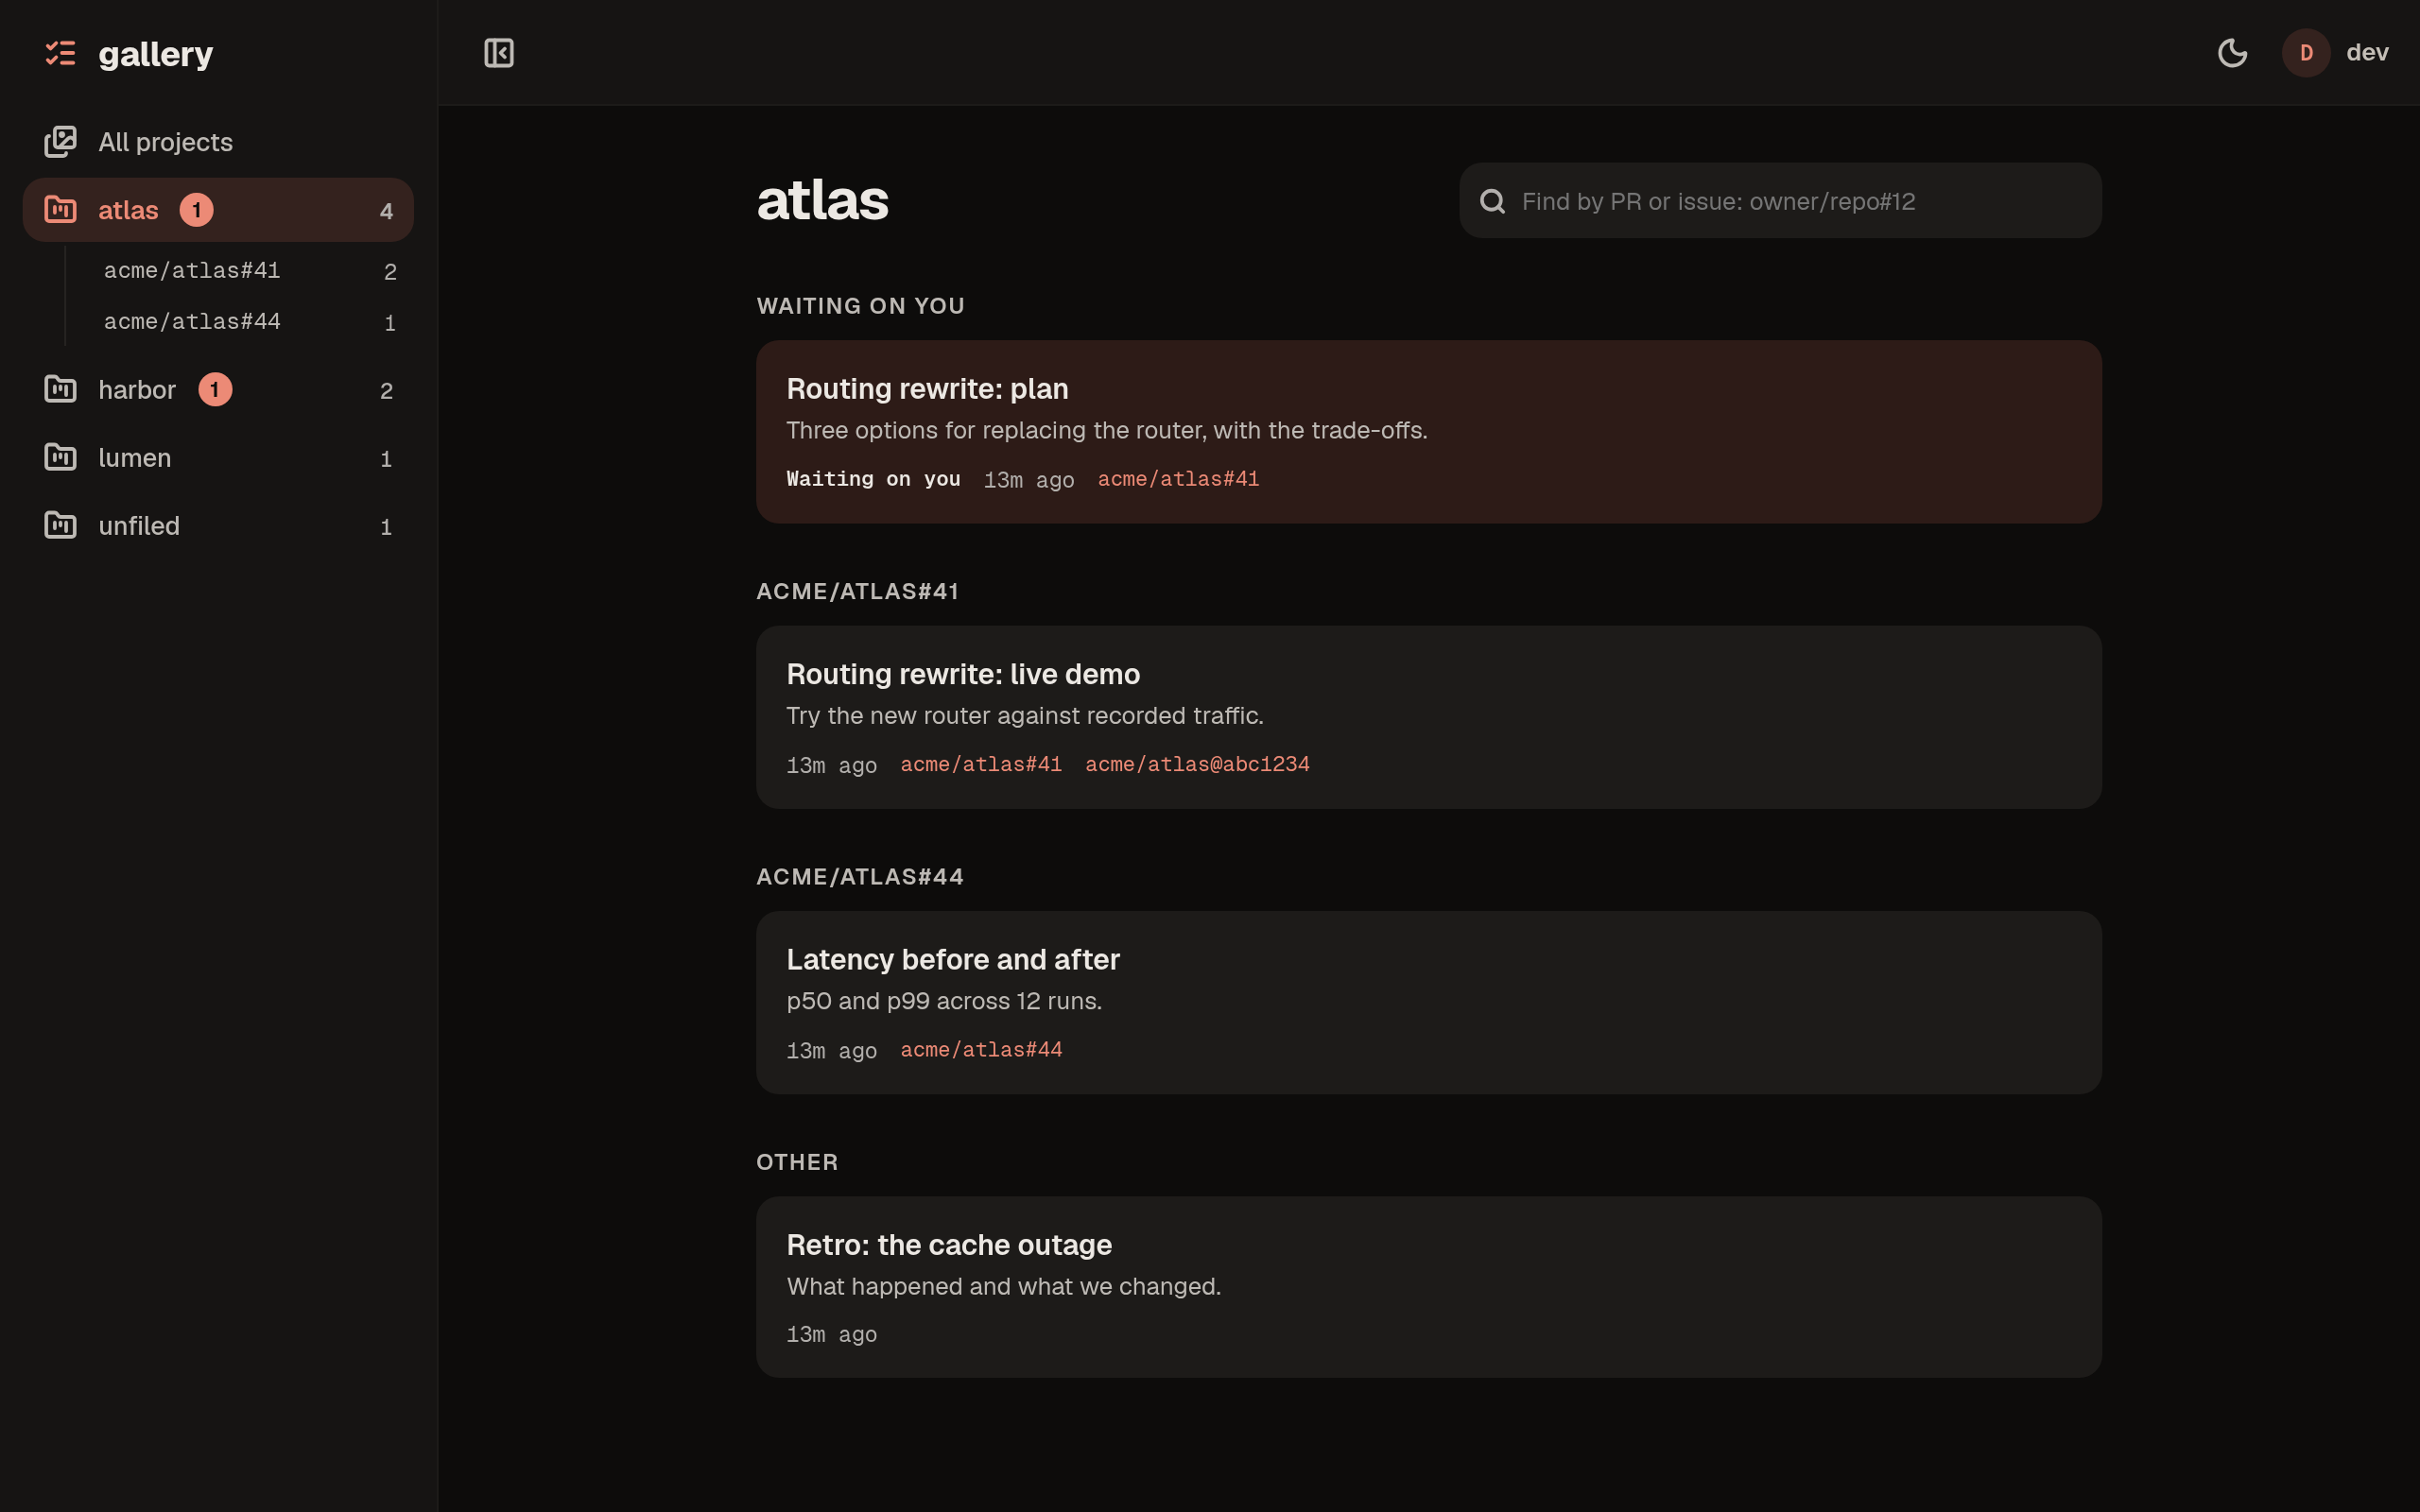 gallery
D dev
All projects
atlas 1 4
acme/atlas#41 2
acme/atlas#44 1
harbor 1 2
lumen 1
unfiled 1
atlas
Find by PR or issue: owner/repo#12
WAITING ON YOU
Routing rewrite: plan
Three options for replacing the router, with the trade-offs.
Waiting on you 13m ago acme/atlas#41
ACME/ATLAS#41
Routing rewrite: live demo
Try the new router against recorded traffic.
13m ago acme/atlas#41 acme/atlas@abc1234
ACME/ATLAS#44
Latency before and after
p50 and p99 across 12 runs.
13m ago acme/atlas#44
OTHER
Retro: the cache outage
What happened and what we changed.
13m ago